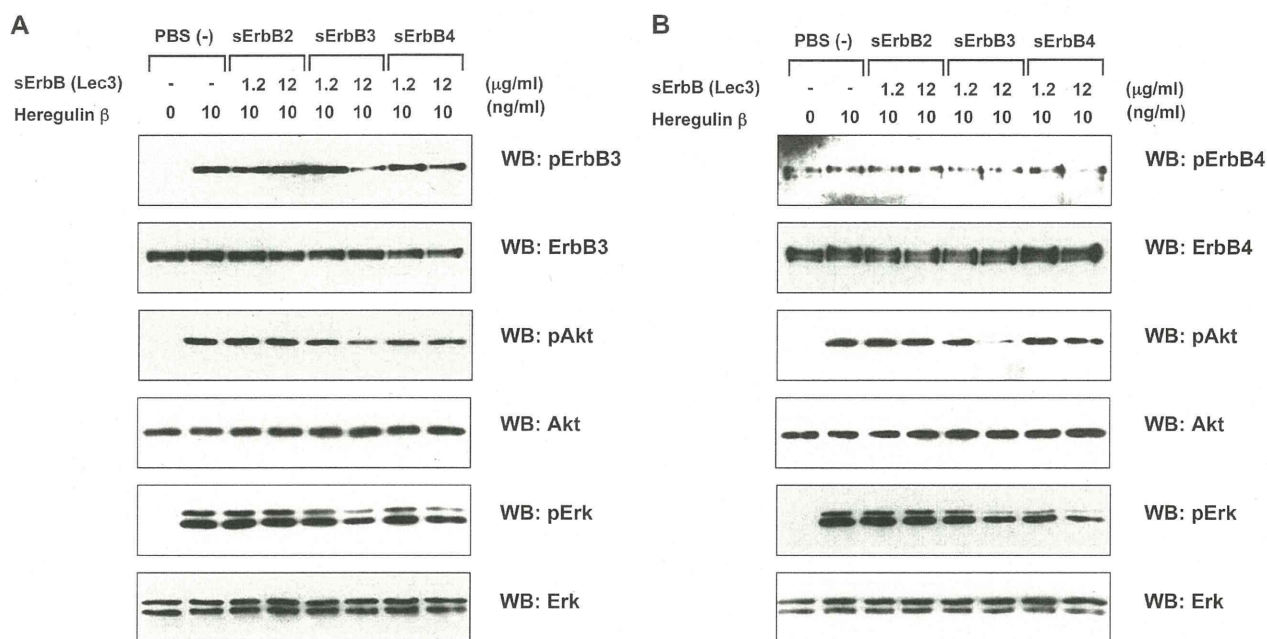 A
PBS (-) sErbB2 sErbB3 sErbB4
sErbB (Lec3) - - 1.2 12 1.2 12 1.2 12 (μg/ml)
Heregulin β 0 10 10 10 10 10 10 10 (ng/ml)
WB: pErbB3
WB: ErbB3
WB: pAkt
WB: Akt
WB: pErk
WB: Erk
B
PBS (-) sErbB2 sErbB3 sErbB4
sErbB (Lec3) - - 1.2 12 1.2 12 1.2 12 (μg/ml)
Heregulin β 0 10 10 10 10 10 10 10 (ng/ml)
WB: pErbB4
WB: ErbB4
WB: pAkt
WB: Akt
WB: pErk
WB: Erk